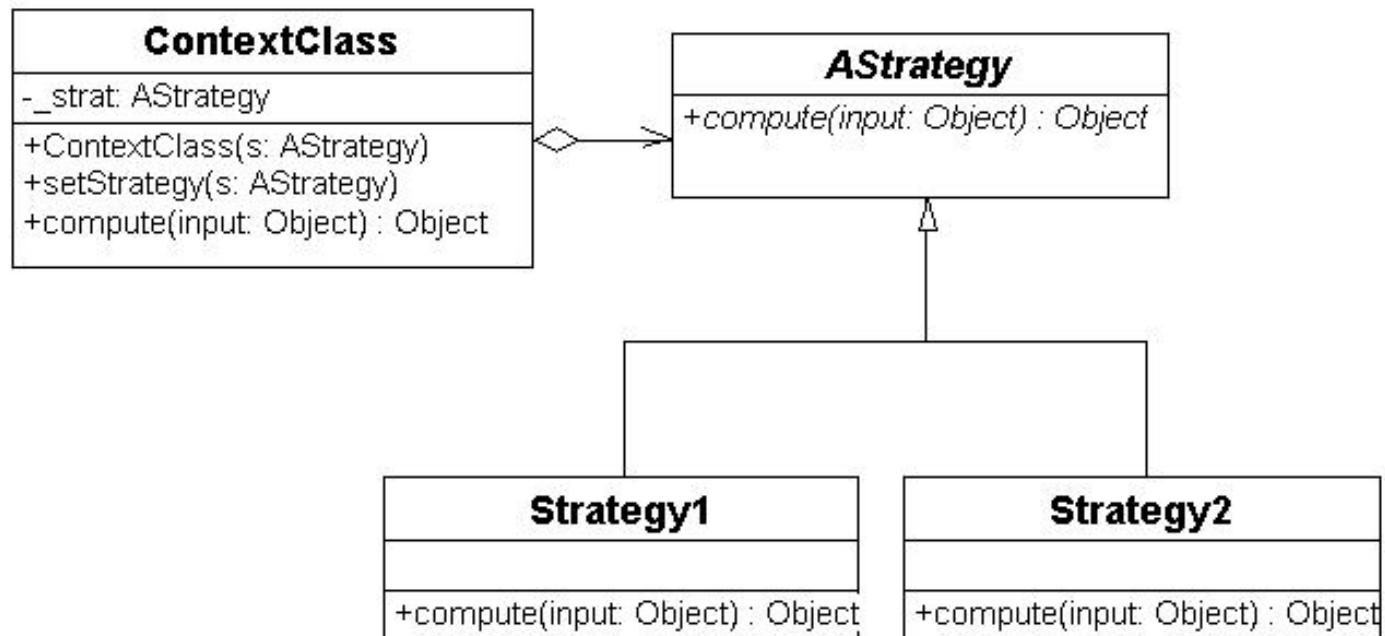 ContextClass
-_strat: AStrategy
+ContextClass(s: AStrategy)
+setStrategy(s: AStrategy)
+compute(input: Object) : Object
AStrategy
+compute(input: Object) : Object
Strategy1
+compute(input: Object) : Object
Strategy2
+compute(input: Object) : Object